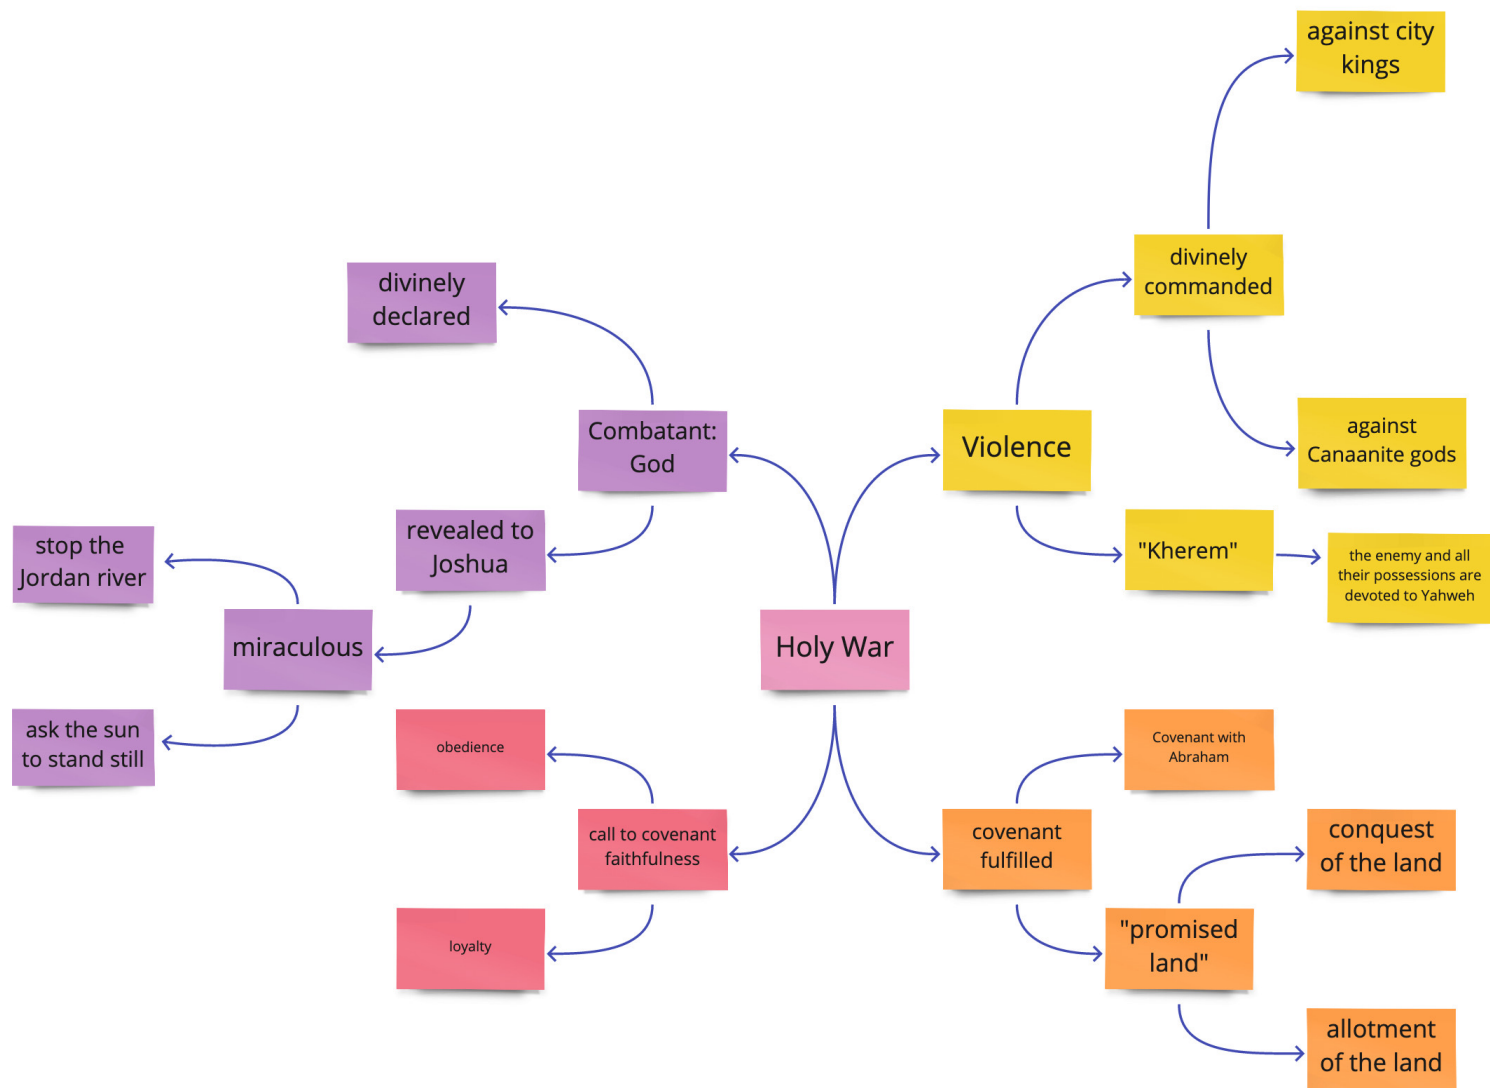 against city
kings
divinely
commanded
divinely
declared
against
Canaanite gods
Combatant:
God
Violence
revealed to
Joshua
"Kherem"
the enemy and all
their possessions are
devoted to Yahweh
stop the
Jordan river
miraculous
Holy War
ask the sun
to stand still
obedience
Covenant with
Abraham
call to covenant
faithfulness
covenant
fulfilled
conquest
of the land
loyalty
"promised
land"
allotment
of the land